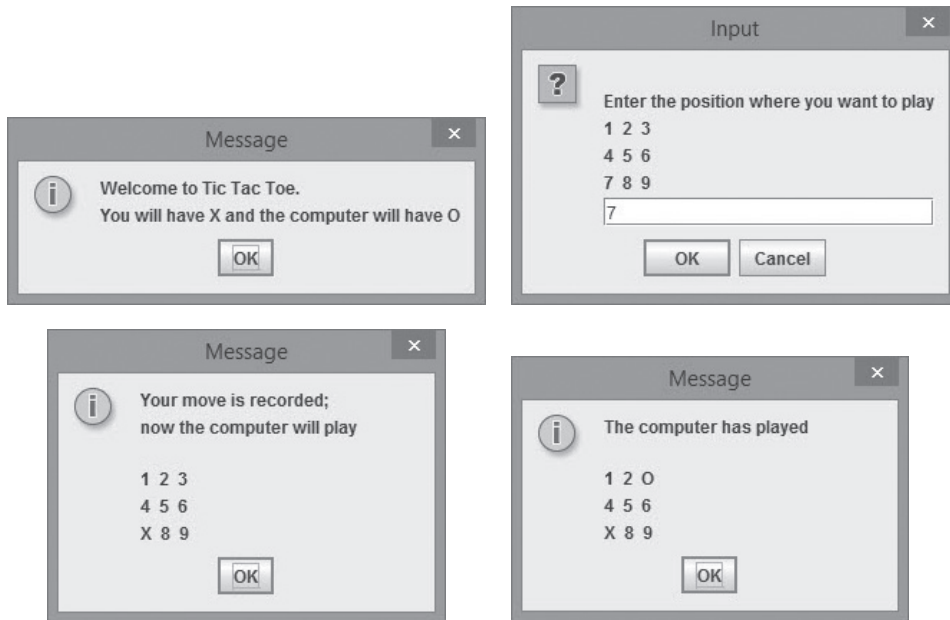 Message
Welcome to Tic Tac Toe.
You will have X and the computer will have O
OK
Input
Enter the position where you want to play
1 2 3
4 5 6
7 8 9
7
OK Cancel
Message
Your move is recorded;
now the computer will play
1 2 3
4 5 6
X 8 9
OK
Message
The computer has played
1 2 O
4 5 6
X 8 9
OK